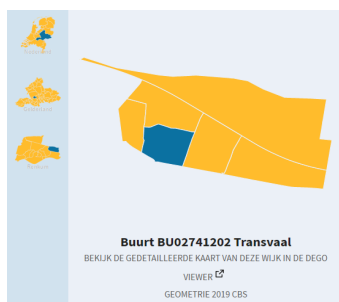 Buurt BU02741202 Transvaal
BEKIJK DE GEDETAILLEERDE KAART VAN DEZE WIJK IN DE DEGO
VIEWER
GEOMETRIE 2019 CBS